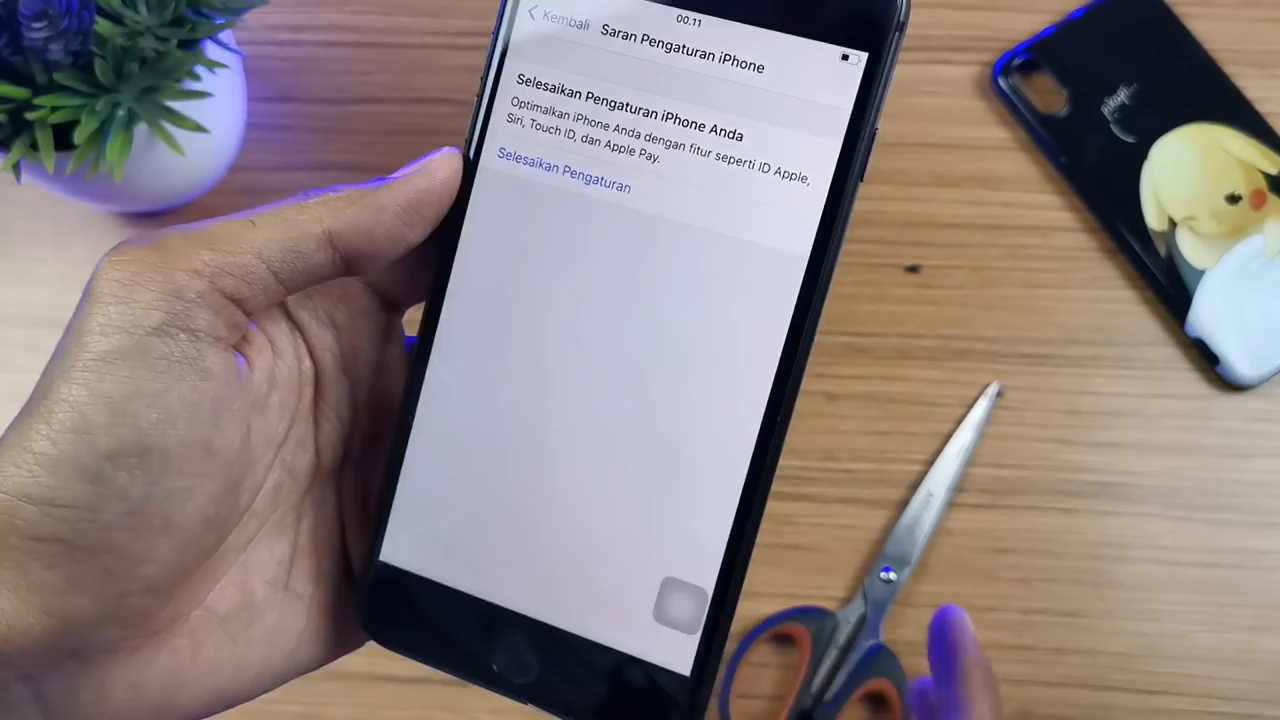 00.11
Kembali
Saran Pengaturan iPhone
Selesaikan Pengaturan iPhone Anda
Optimalkan iPhone Anda dengan fitur seperti ID Apple,
Siri, Touch ID, dan Apple Pay.
Selesaikan Pengaturan